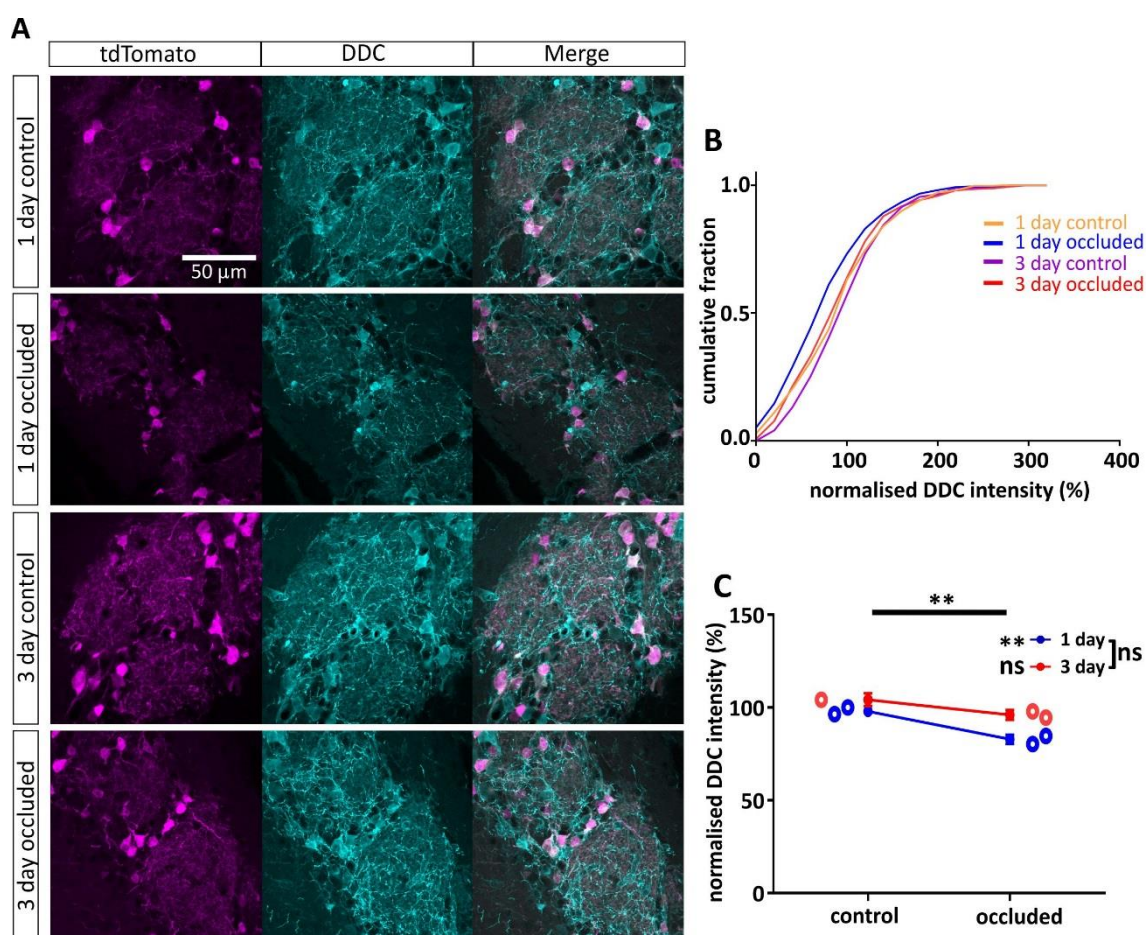 A
tdTomato
DDC
Merge
1 day control
50 µm
1 day occluded
3 day control
3 day occluded
B
cumulative fraction
1.0
0.5
0.0
0
100
200
300
400
normalised DDC intensity (%)
1 day control
1 day occluded
3 day control
3 day occluded
C
normalised DDC intensity (%)
150
100
50
0
**
** 1 day
ns 3 day
ns
control
occluded